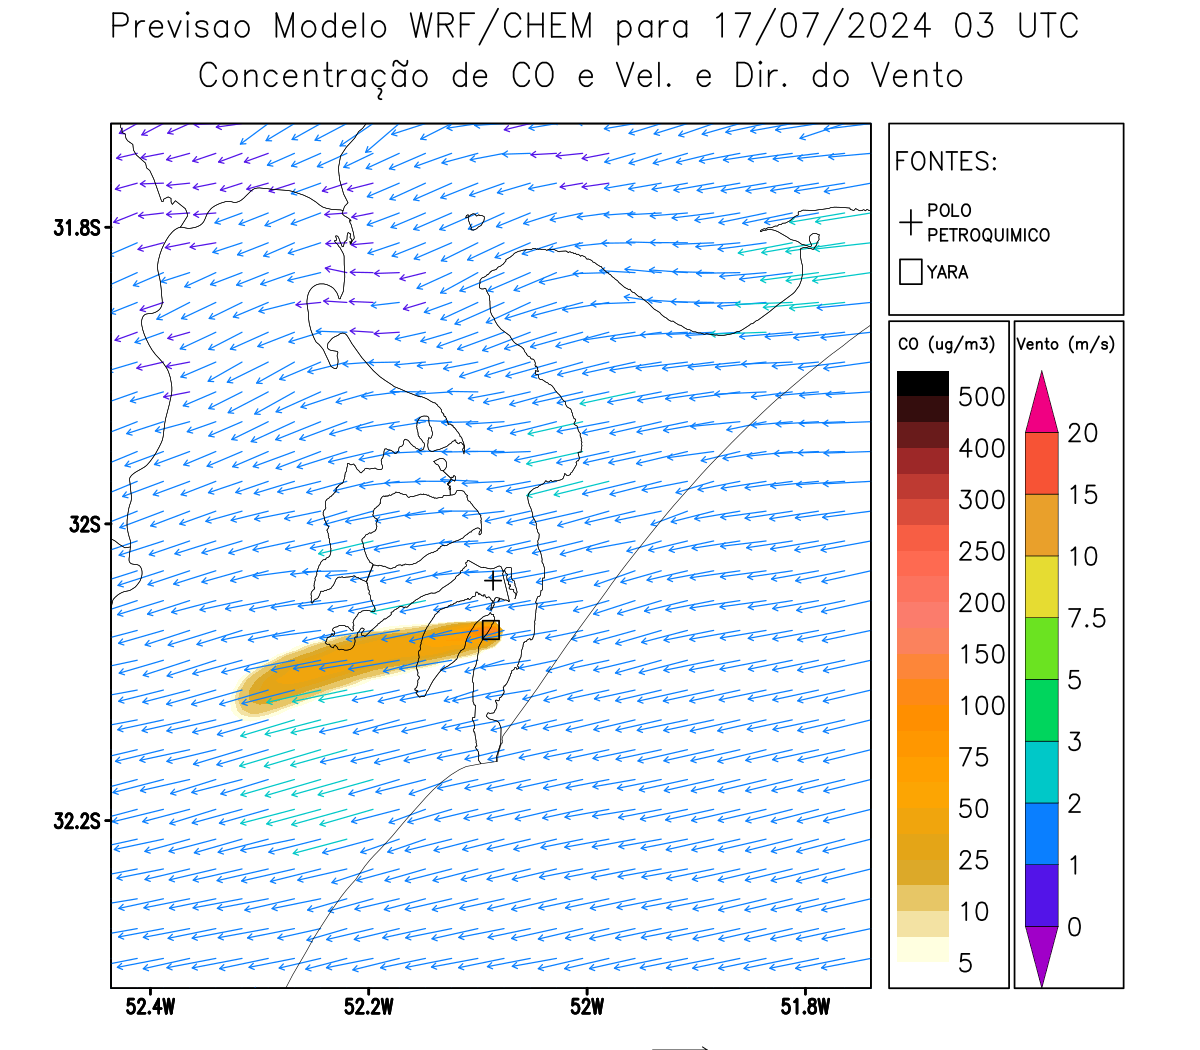 Previsao Modelo WRF/CHEM para 17/07/2024 03 UTC
Concentração de CO e Vel. e Dir. do Vento
FONTES:
POLO
PETROQUIMICO
YARA
CO (ug/m3)
500
400
300
250
200
150
100
75
50
25
10
5
Vento (m/s)
20
15
10
7.5
5
3
2
1
0
31.8S
32S
32.2S
52.4W
52.2W
52W
51.8W